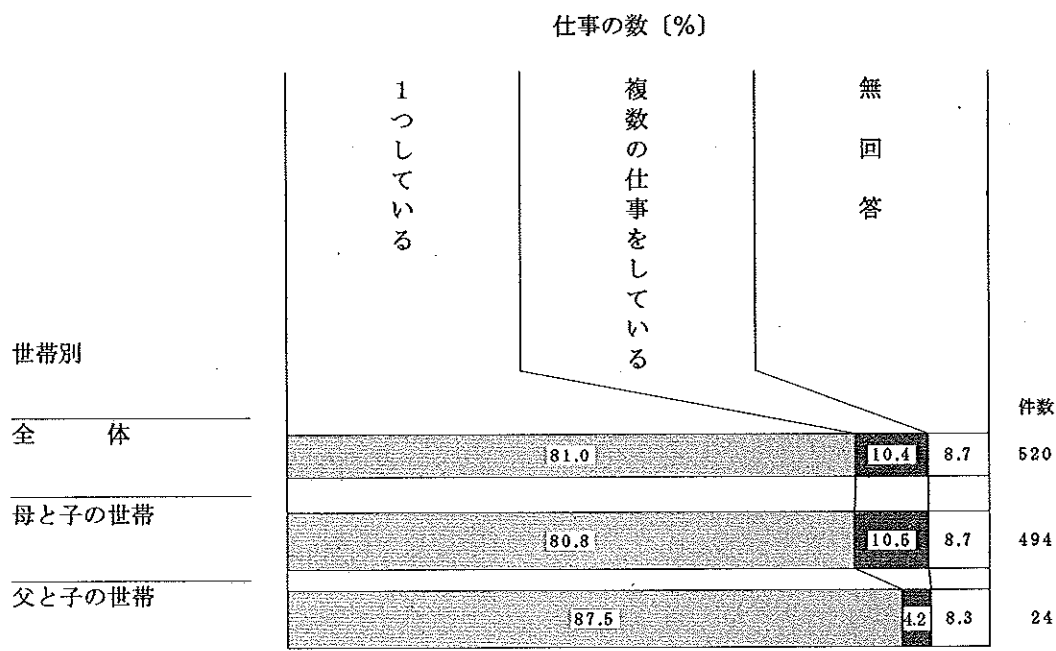 仕事の数〔%〕
1つしている
複数の仕事をしている
無回答
世帯別
件数
全 体
81.0
10.4
8.7
520
母と子の世帯
80.8
10.5
8.7
494
父と子の世帯
87.5
4.2
8.3
24